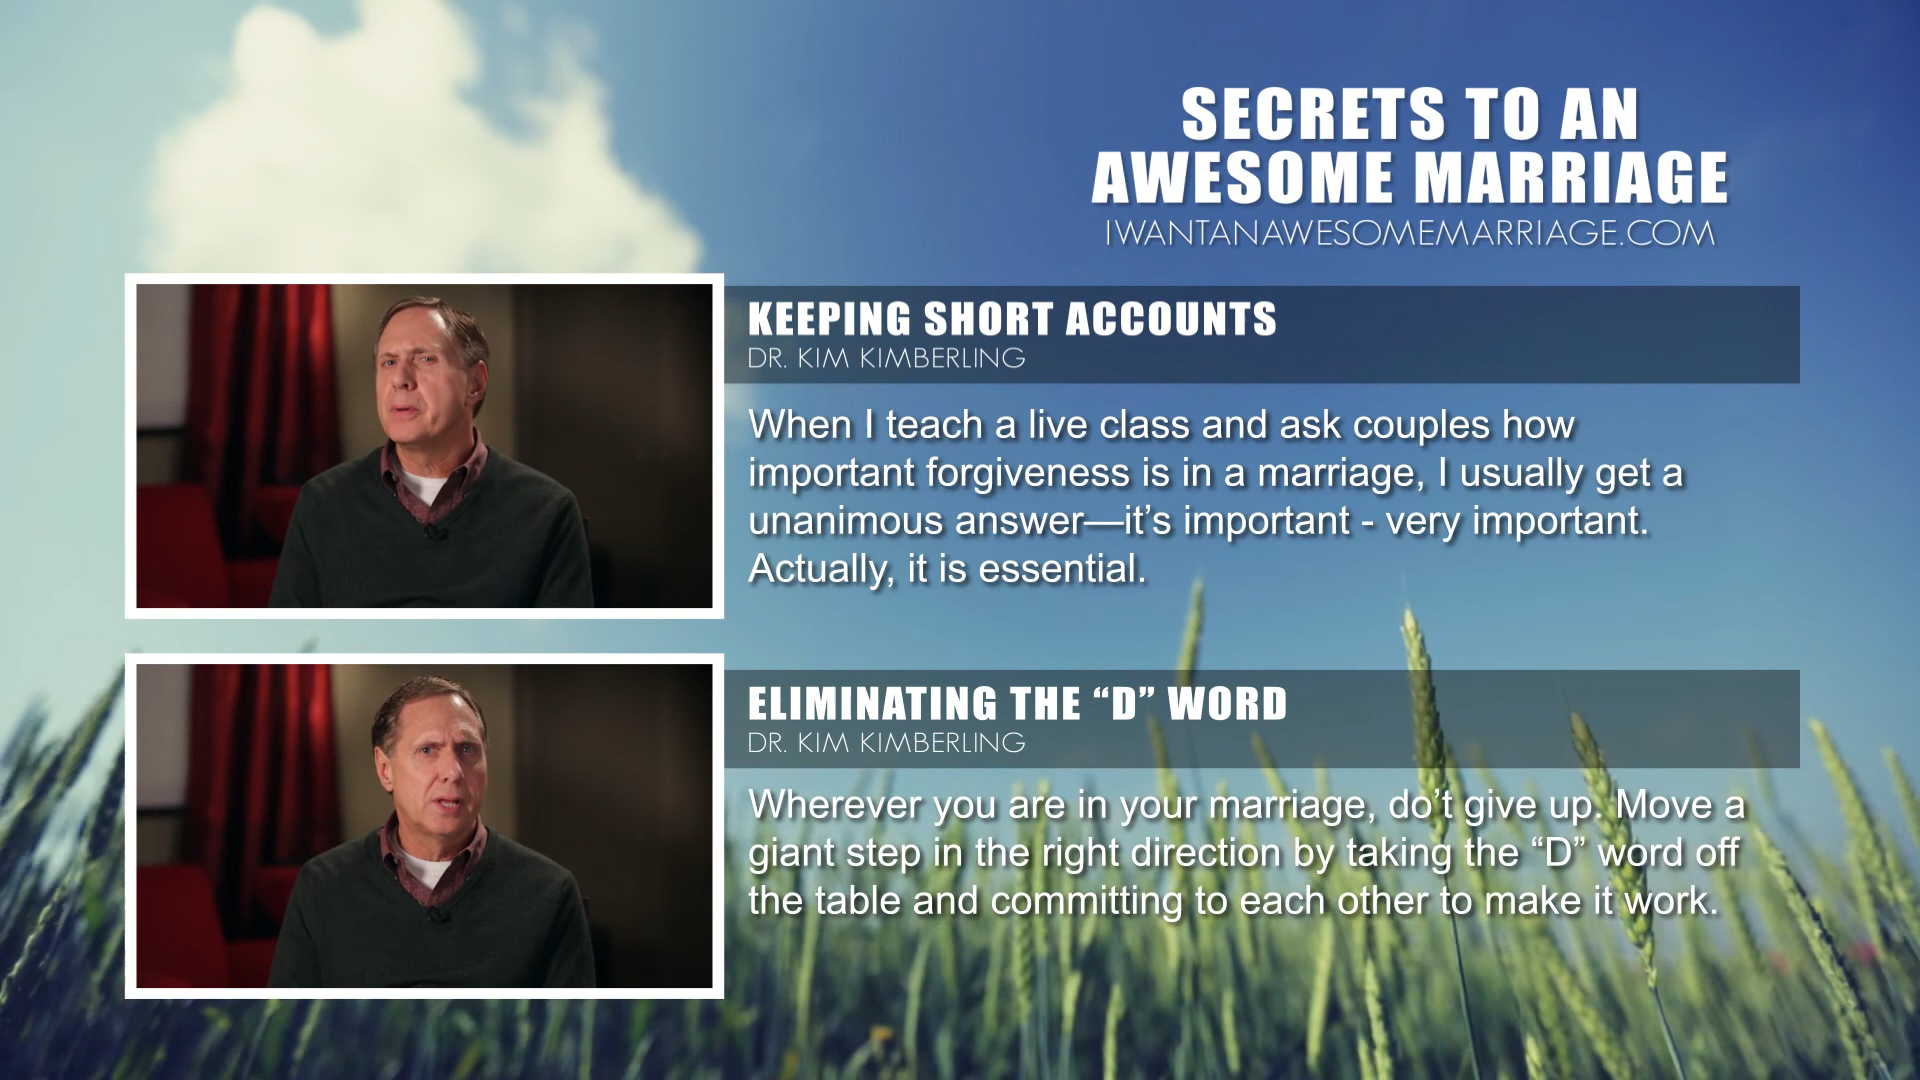 SECRETS TO AN
AWESOME MARRIAGE
IWANTANAWESOMEMARRIAGE.COM
KEEPING SHORT ACCOUNTS
DR. KIM KIMBERLING
When I teach a live class and ask couples how
important forgiveness is in a marriage, I usually get a
unanimous answer—it’s important - very important.
Actually, it is essential.
ELIMINATING THE “D” WORD
DR. KIM KIMBERLING
Wherever you are in your marriage, do’t give up. Move a
giant step in the right direction by taking the “D” word off
the table and committing to each other to make it work.